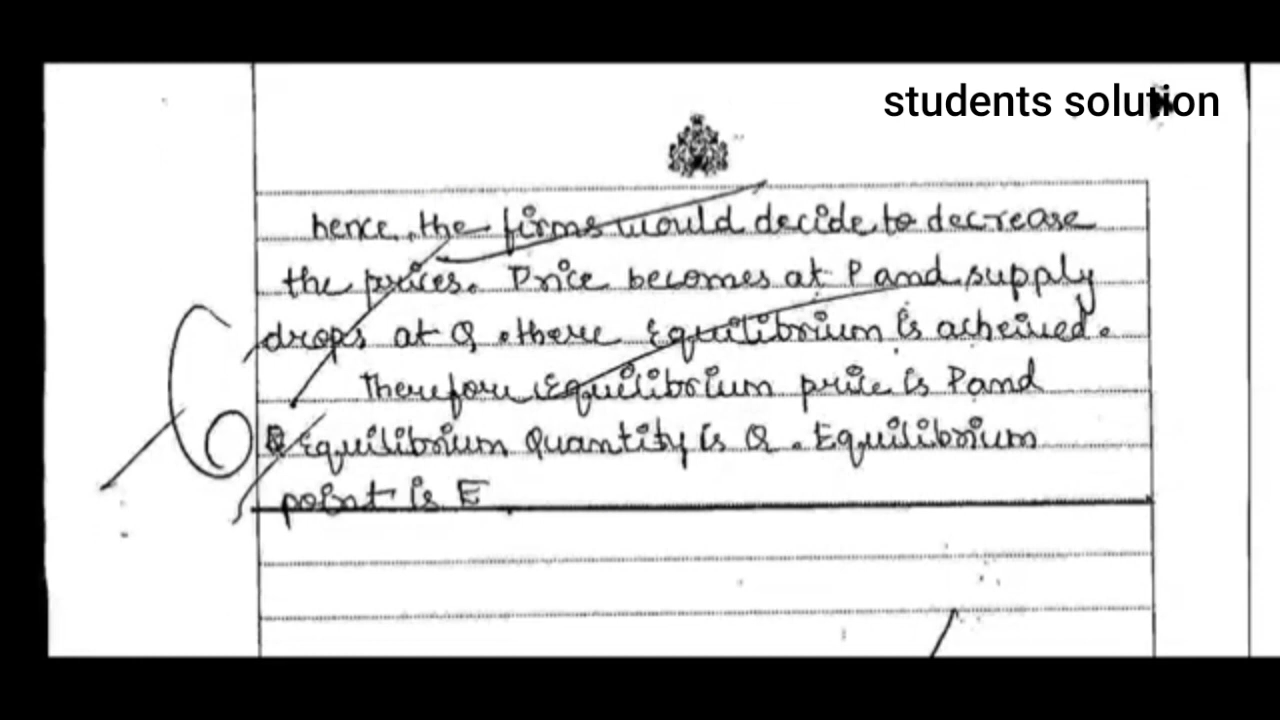 students solution
hence, the firms would decide to decrease
the prices. Price becomes at P and supply
drops at Q. there Equilibrium is acheived.
Therefore Equilibrium price is P and
6
Equilibrium Quantity is Q. Equilibrium
point is E